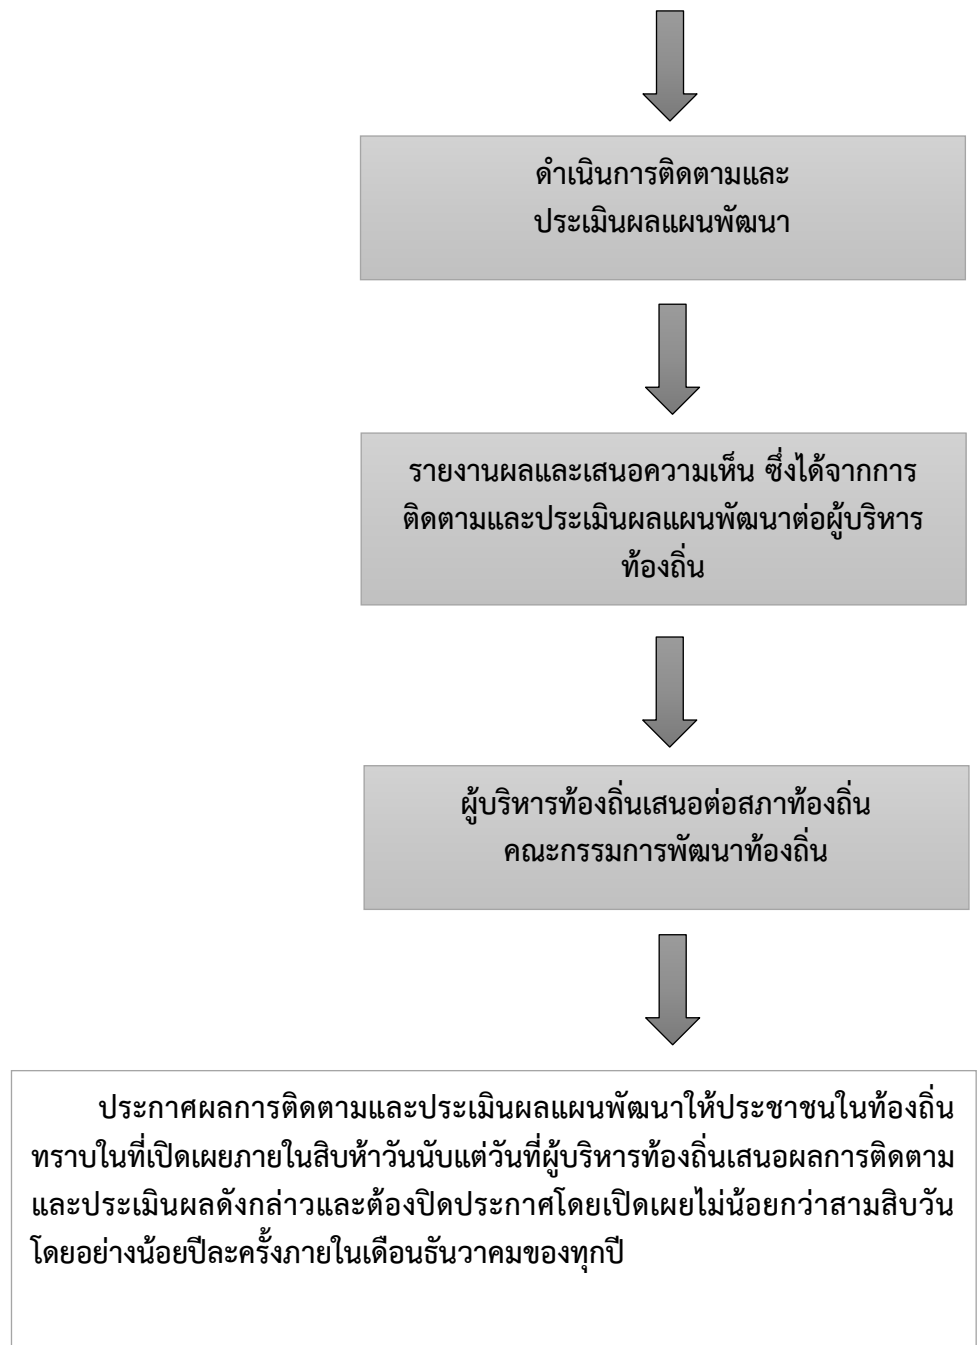 ดำเนินการติดตามและ
ประเมินผลแผนพัฒนา
รายงานผลและเสนอความเห็น ซึ่งได้จากการ
ติดตามและประเมินผลแผนพัฒนาต่อผู้บริหาร
ท้องถิ่น
ผู้บริหารท้องถิ่นเสนอต่อสภาท้องถิ่น
คณะกรรมการพัฒนาท้องถิ่น
ประกาศผลการติดตามและประเมินผลแผนพัฒนาให้ประชาชนในท้องถิ่น
ทราบในที่เปิดเผยภายในสิบห้าวันนับแต่วันที่ผู้บริหารท้องถิ่นเสนอผลการติดตาม
และประเมินผลดังกล่าวและต้องปิดประกาศโดยเปิดเผยไม่น้อยกว่าสามสิบวัน
โดยอย่างน้อยปีละครั้งภายในเดือนธันวาคมของทุกปี